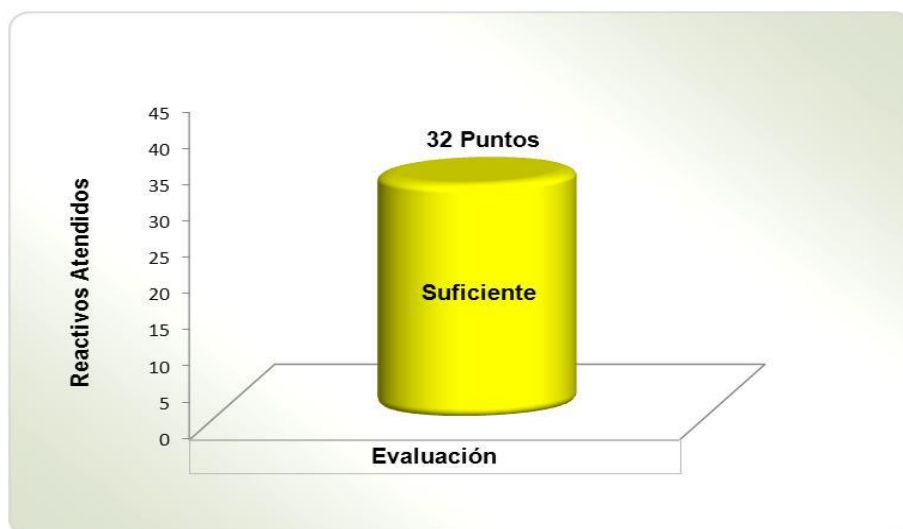 32 Puntos
45
40
35
30
25
20
15
10
5
0
Reactivos Atendidos
Suficiente
Evaluación